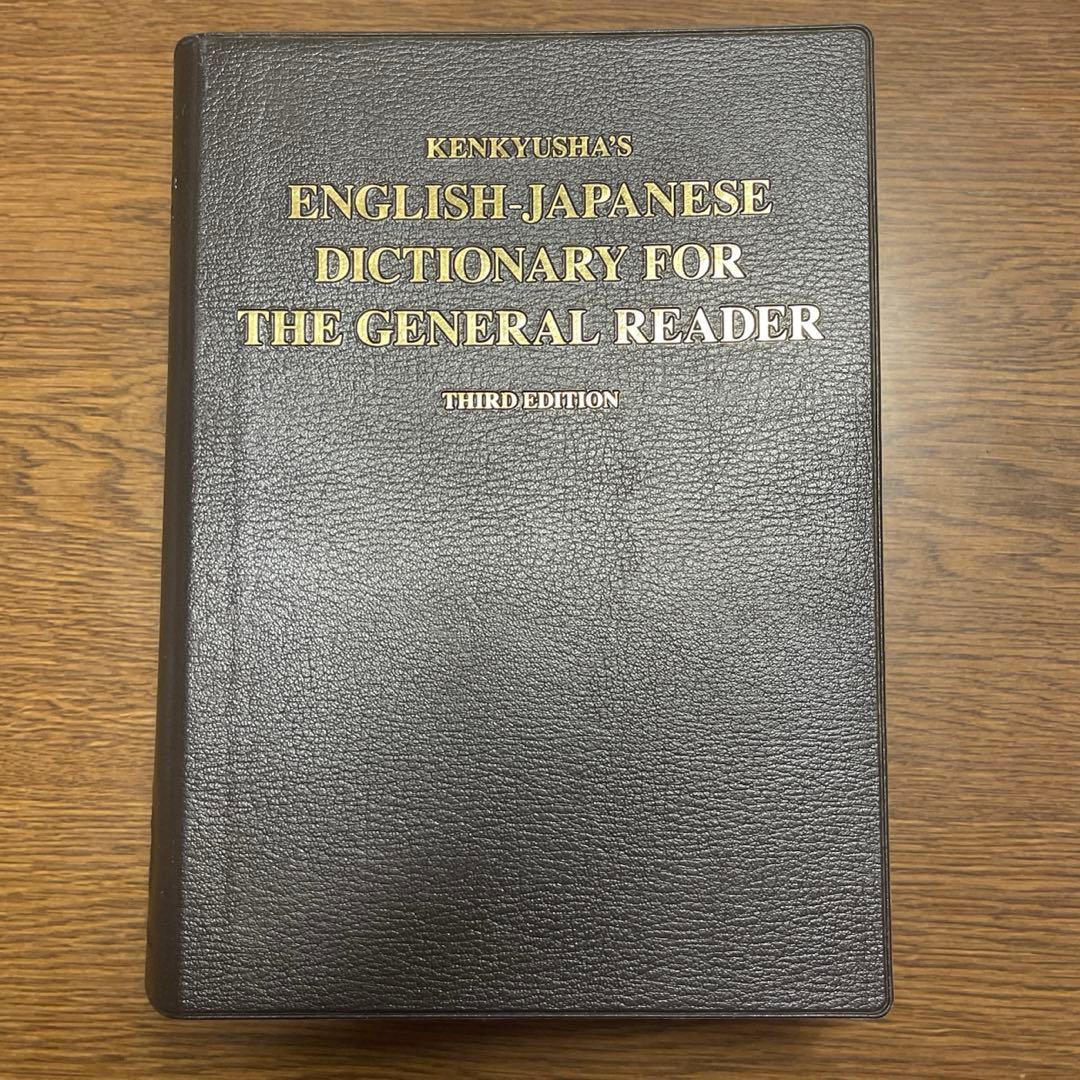 KENKYUSHA'S
ENGLISH-JAPANESE
DICTIONARY FOR
THE GENERAL READER
THIRD EDITION